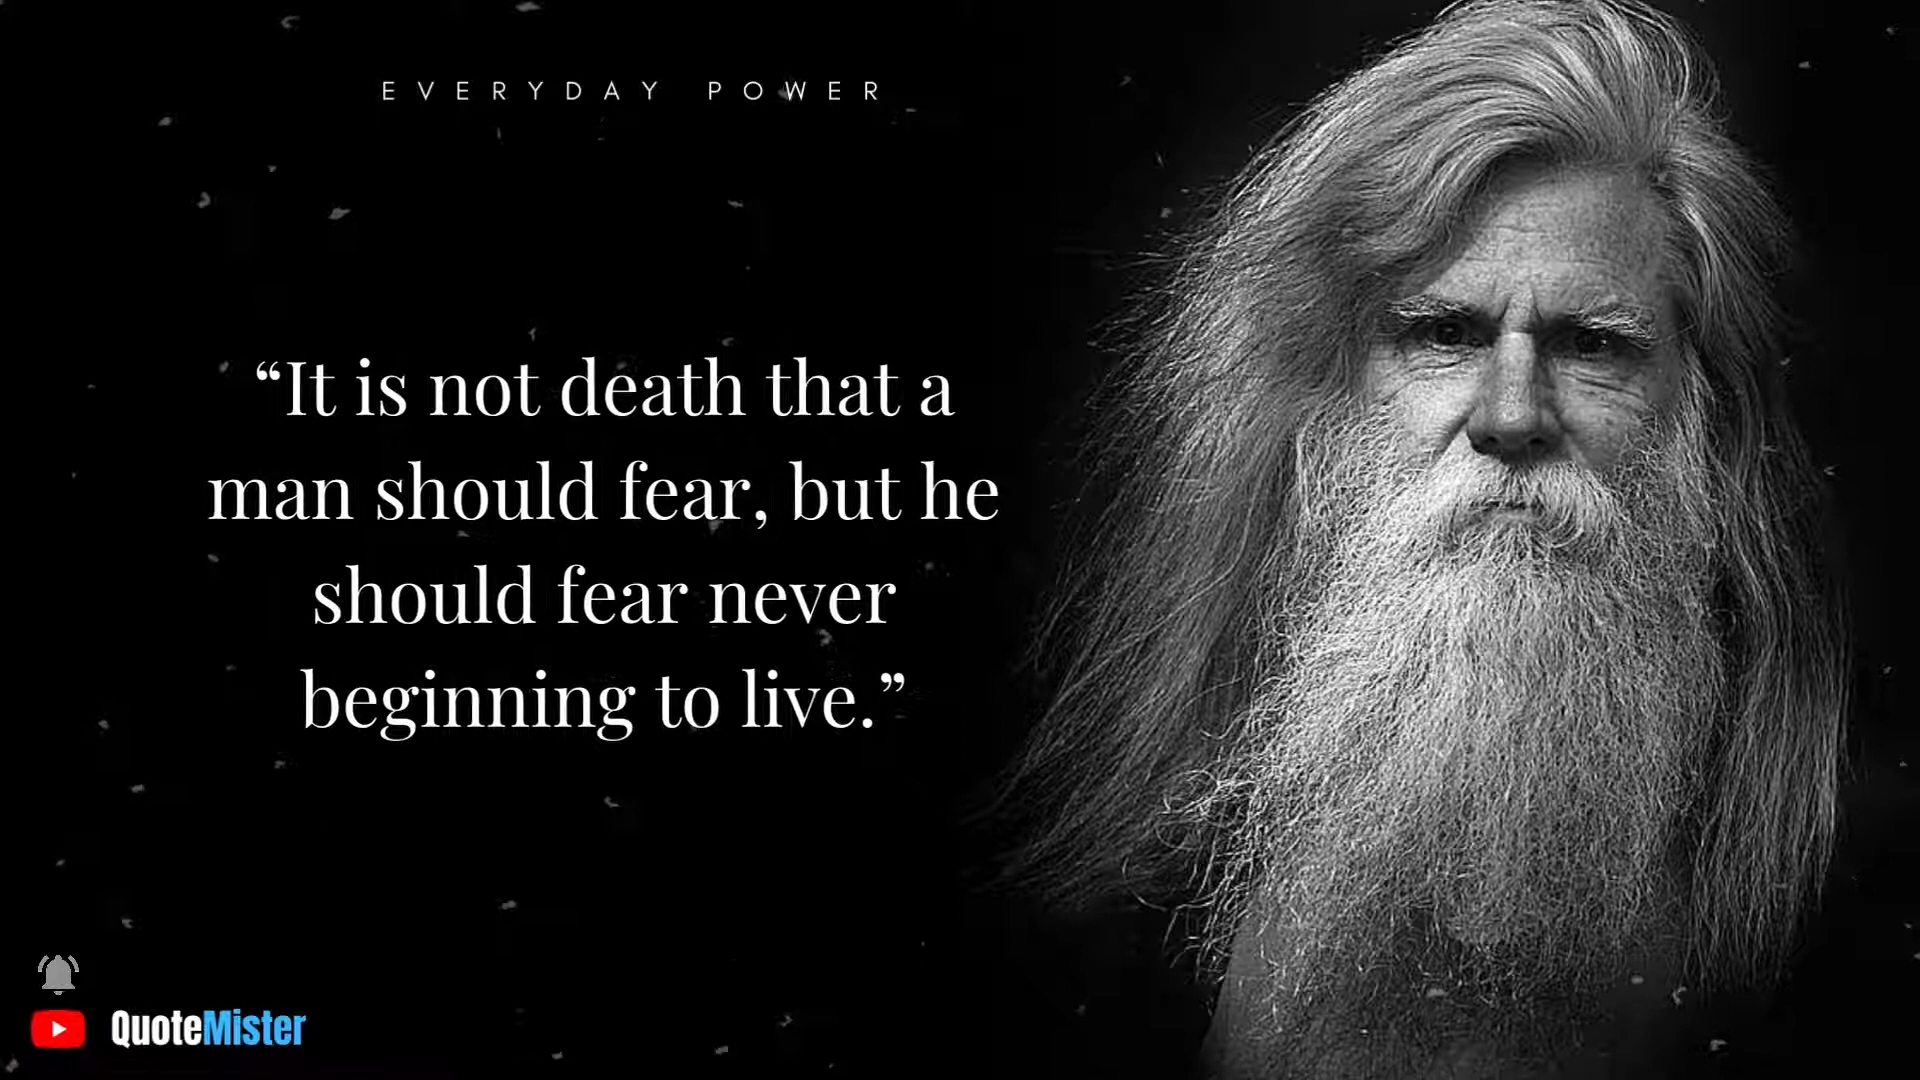 EVERYDAY POWER
“It is not death that a
man should fear, but he
should fear never
beginning to live.”
QuoteMister